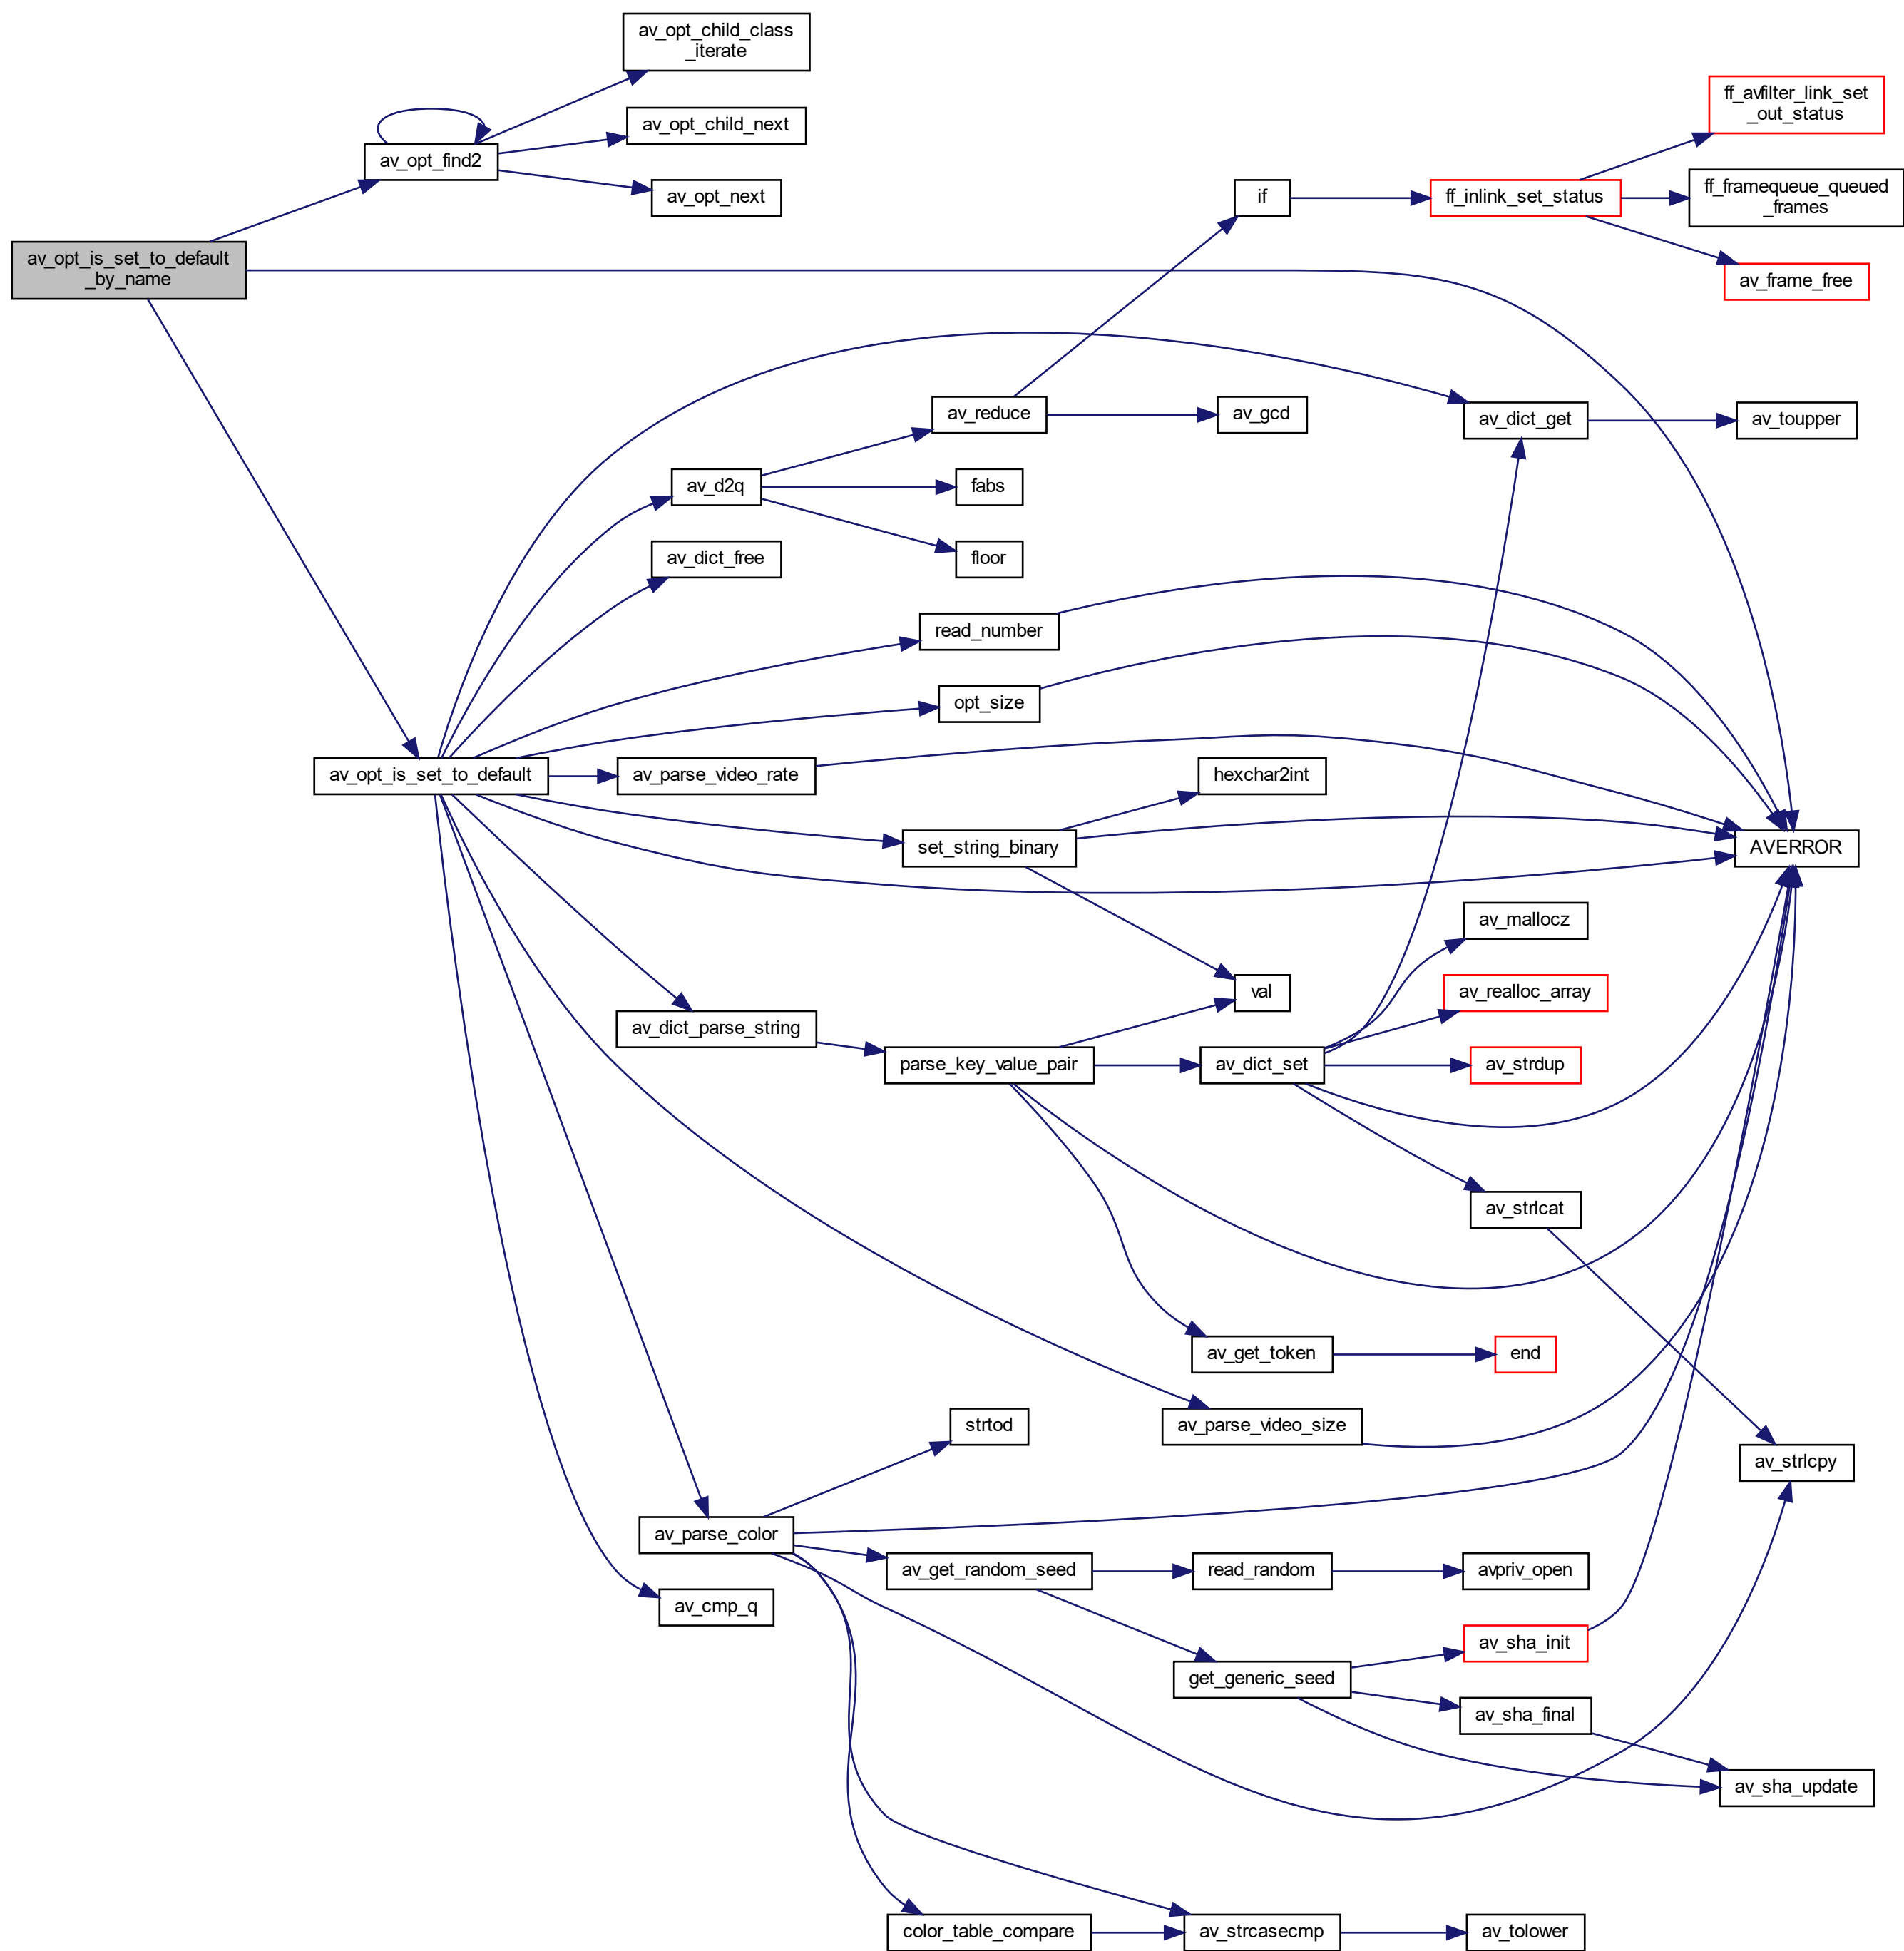 av_opt_child_class
_iterate
av_opt_child_next
av_opt_find2
av_opt_next
av_opt_is_set_to_default
_by_name
if
ff_inlink_set_status
ff_avfilter_link_set
_out_status
ff_framequeue_queued
_frames
av_frame_free
av_reduce
av_gcd
av_dict_get
av_toupper
av_d2q
fabs
floor
av_dict_free
read_number
opt_size
av_opt_is_set_to_default
av_parse_video_rate
hexchar2int
set_string_binary
AVERROR
av_mallocz
val
av_realloc_array
av_dict_parse_string
parse_key_value_pair
av_dict_set
av_strdup
av_strlcat
av_get_token
end
av_parse_video_size
strtod
av_strlcpy
av_parse_color
av_get_random_seed
read_random
avpriv_open
av_cmp_q
av_sha_init
get_generic_seed
av_sha_final
av_sha_update
color_table_compare
av_strcasecmp
av_tolower